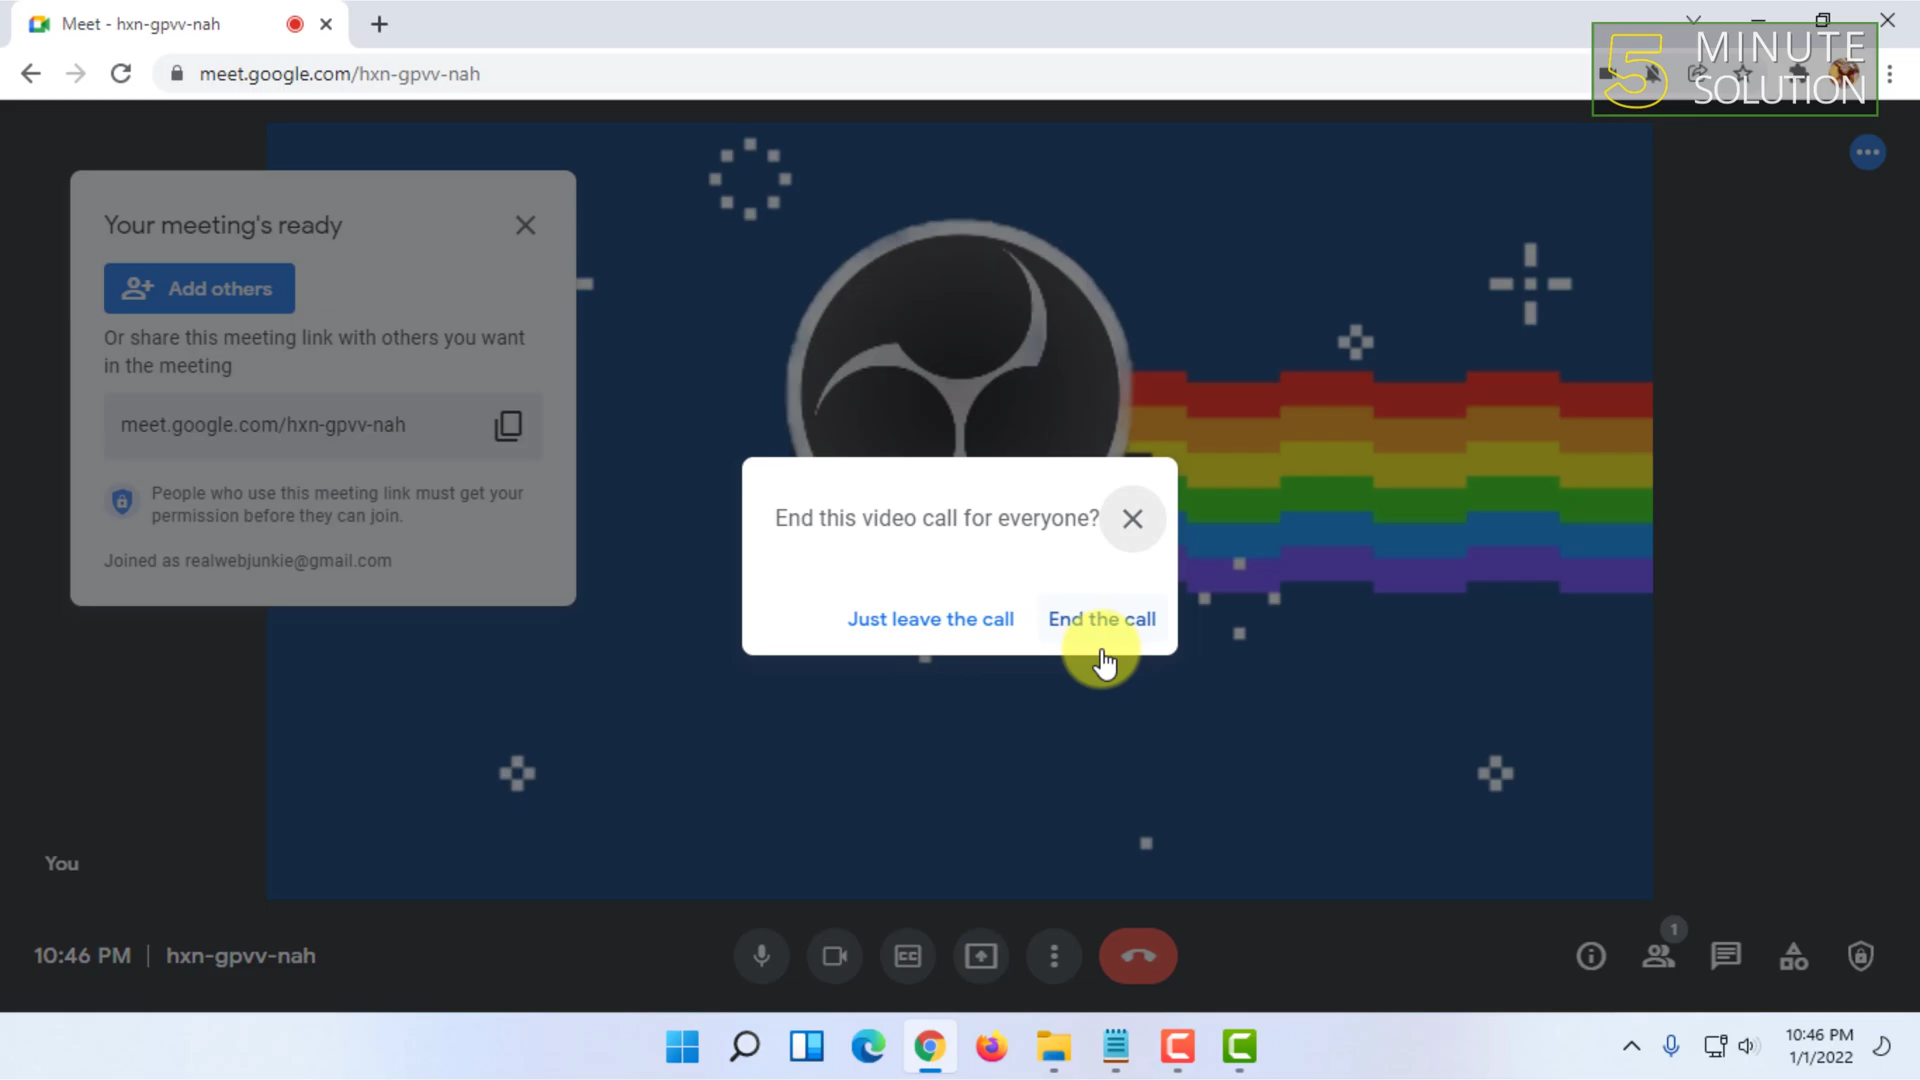 Meet - hxn-gpvv-nah
meet.google.com/hxn-gpvv-nah
5 MINUTE
SOLUTION
Your meeting's ready
Add others
Or share this meeting link with others you want
in the meeting
meet.google.com/hxn-gpvv-nah
People who use this meeting link must get your
permission before they can join.
Joined as realwebjunkie@gmail.com
End this video call for everyone?
Just leave the call
End the call
You
10:46 PM | hxn-gpvv-nah
CC
1
10:46 PM
1/1/2022